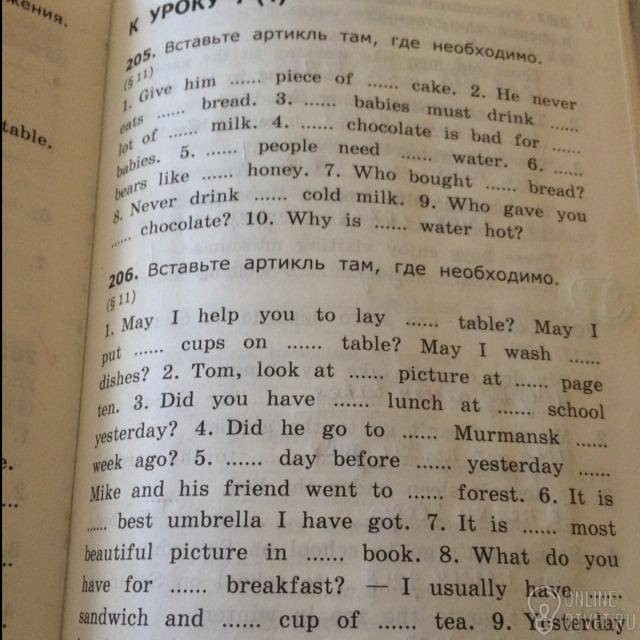 жения.
table.
К УРОКУ
205. Вставьте артикль там, где необходимо.
(§ 11)
1. Give him ...... piece of ...... cake. 2. He never
eats ...... bread. 3. ...... babies must drink ......
lot of ...... milk. 4. ...... chocolate is bad for ......
babies. 5. ...... people need ...... water. 6. ......
bears like ...... honey. 7. Who bought ...... bread?
8. Never drink ...... cold milk. 9. Who gave you
...... chocolate? 10. Why is ...... water hot?
206. Вставьте артикль там, где необходимо.
(§ 11)
1. May I help you to lay ...... table? May I
put ...... cups on ...... table? May I wash ......
dishes? 2. Tom, look at ...... picture at ...... page
ten. 3. Did you have ...... lunch at ...... school
yesterday? 4. Did he go to ...... Murmansk ......
week ago? 5. ...... day before ...... yesterday ......
Mike and his friend went to ...... forest. 6. It is
...... best umbrella I have got. 7. It is ...... most
beautiful picture in ...... book. 8. What do you
have for ...... breakfast? — I usually have ......
sandwich and ...... cup of ...... tea. 9. Yesterday
ONLINE
OTVET.RU